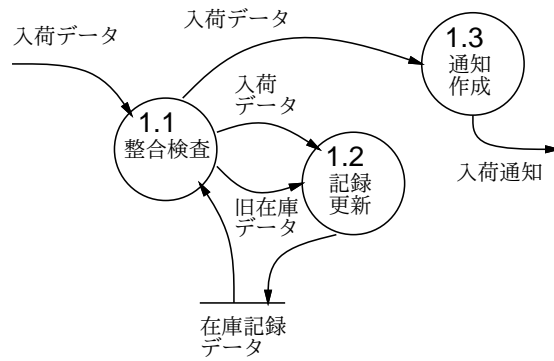 入荷データ
入荷データ
1.3
通知
作成
入荷
データ
1.1
整合検査
1.2
記録
更新
入荷通知
旧在庫
データ
在庫記録
データ